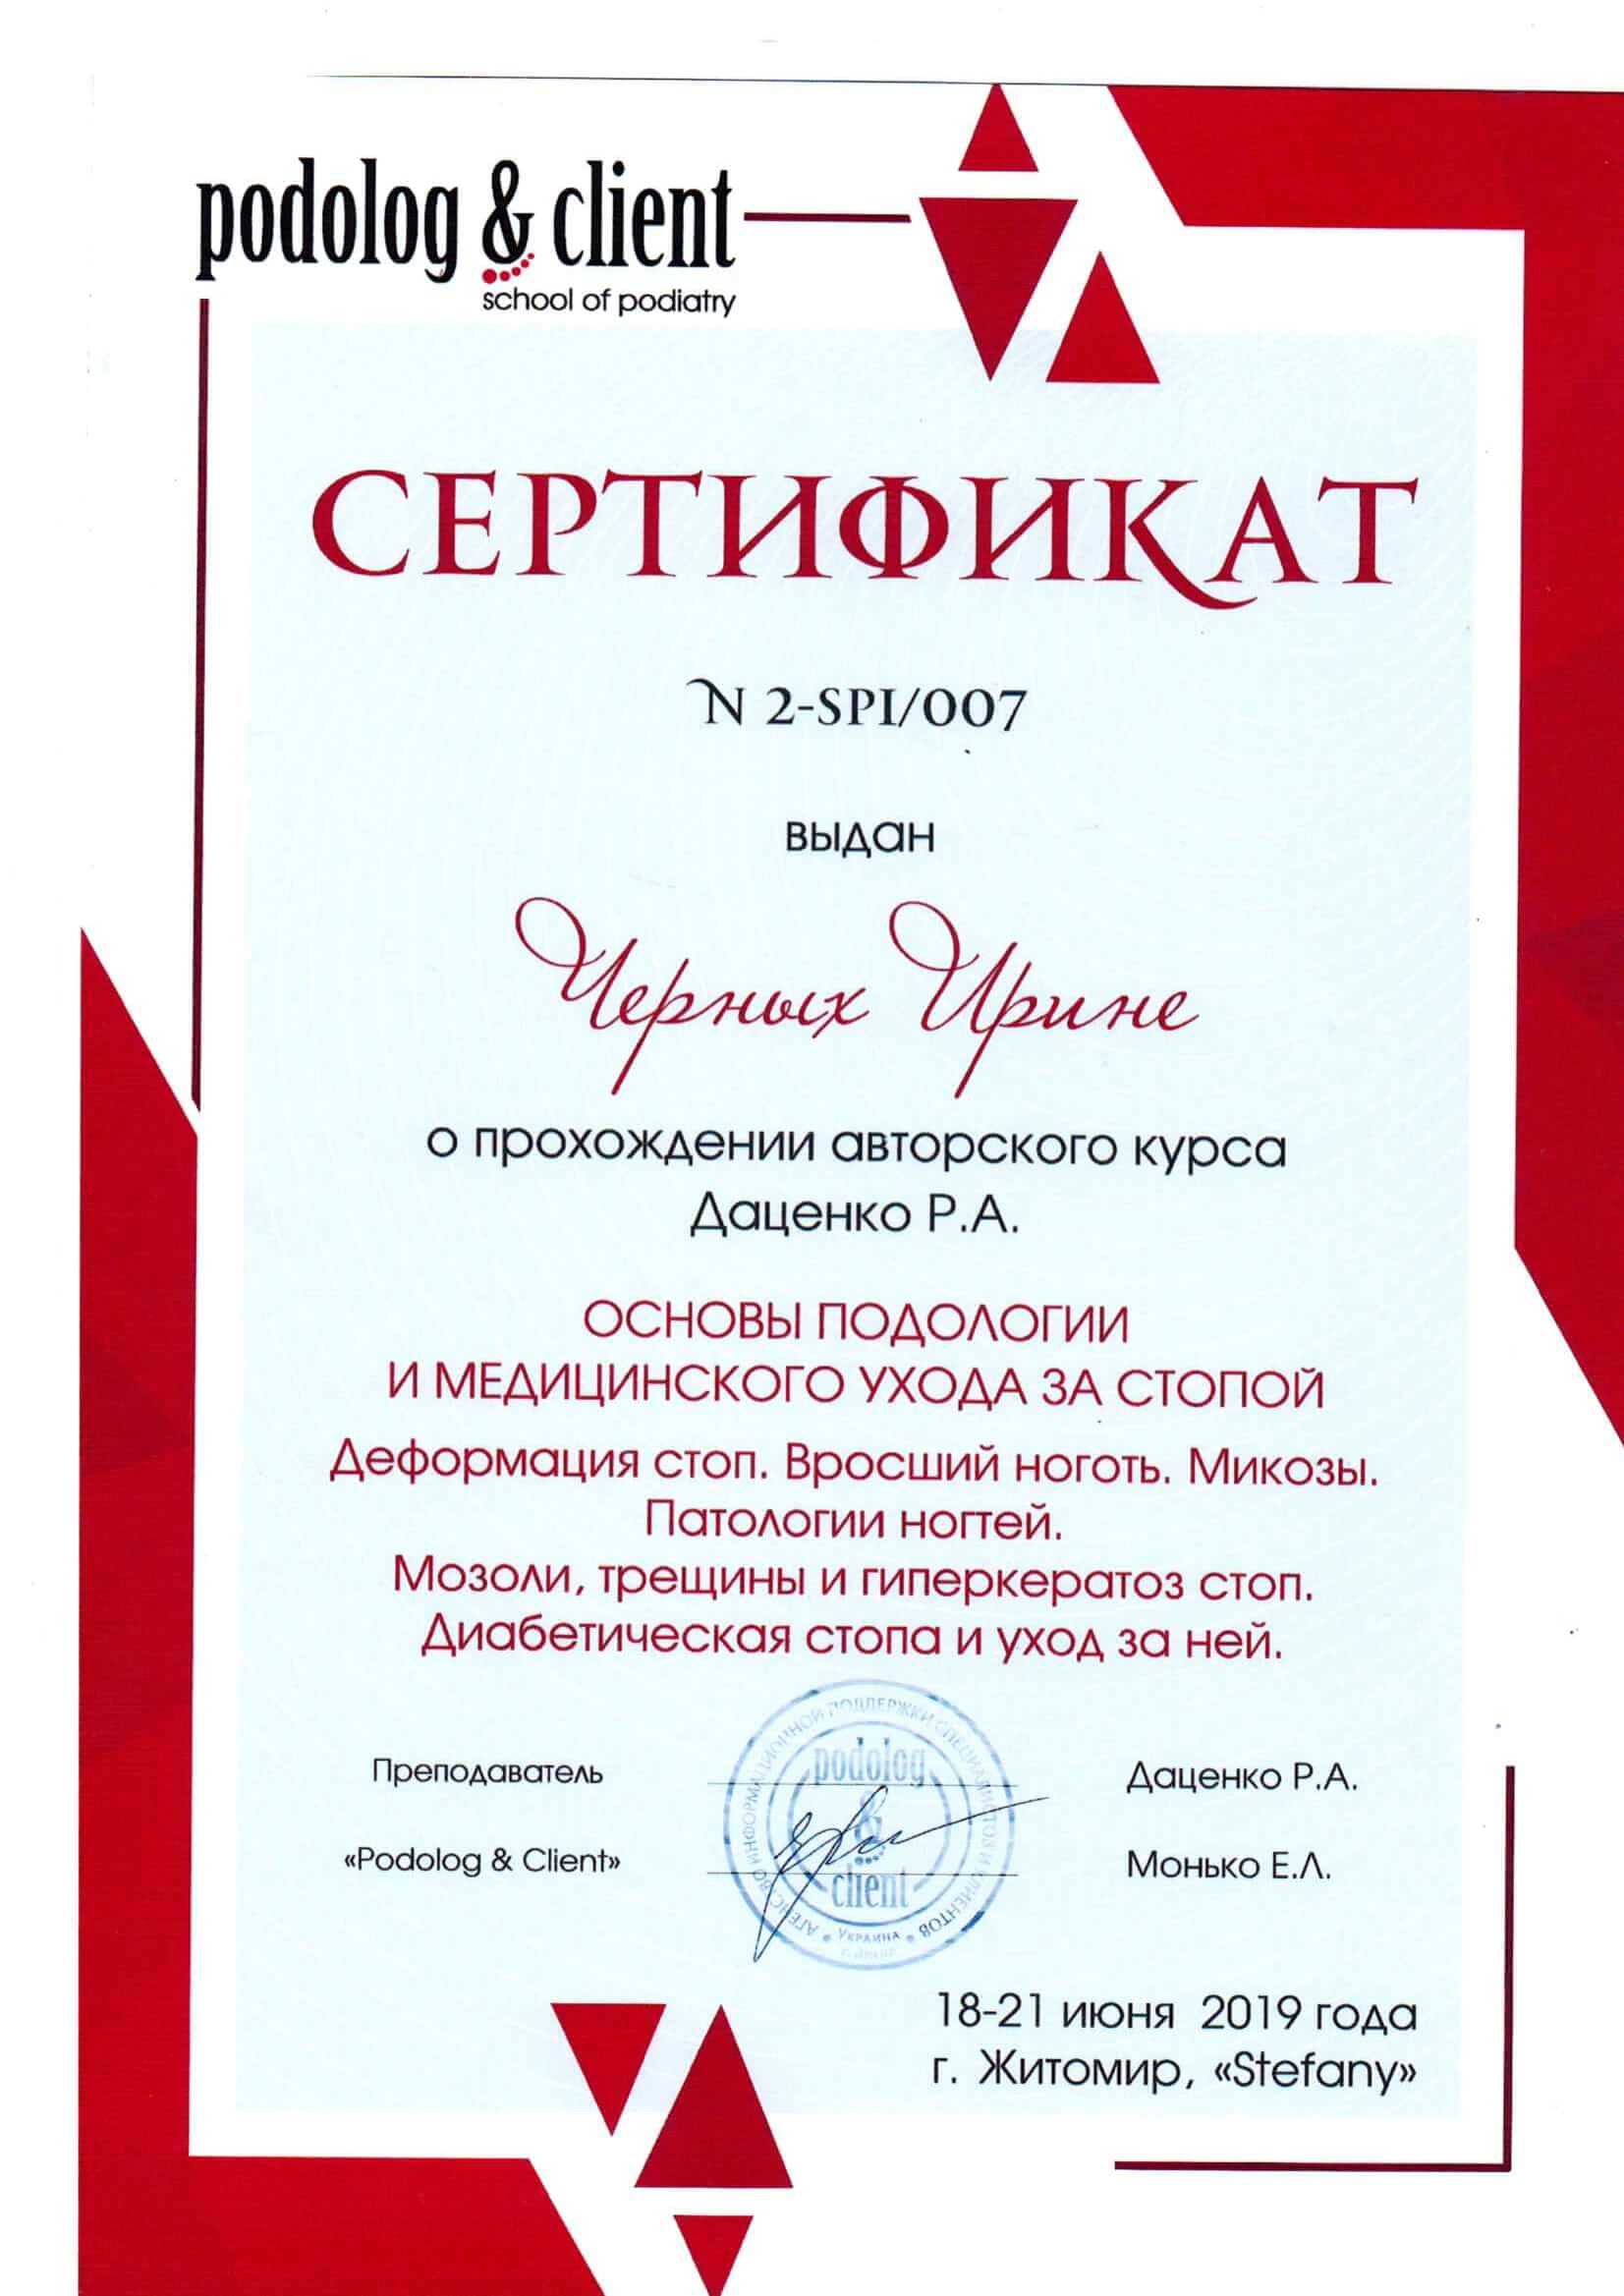 podolog & client
school of podiatry
СЕРТИФИКАТ
N 2-SPI/007
выдан
Черных Ирине
о прохождении авторского курса
Даценко Р.А.
ОСНОВЫ ПОДОЛОГИИ
И МЕДИЦИНСКОГО УХОДА ЗА СТОПОЙ
Деформация стоп. Вросший ноготь. Микозы.
Патологии ногтей.
Мозоли, трещины и гиперкератоз стоп.
Диабетическая стопа и уход за ней.
Преподаватель
Даценко Р.А.
«Podolog & Client»
Монько Е.Л.
АГЕНСТВО ИНФОРМАЦИОННОЙ ПОДДЕРЖКИ СПЕЦИАЛИСТОВ И КЛИЕНТОВ
podolog
&
client
УКРАИНА
18-21 июня 2019 года
г. Житомир, «Stefany»